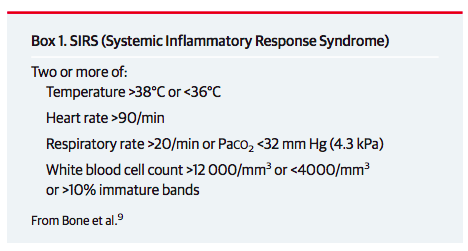 Box 1. SIRS (Systemic Inflammatory Response Syndrome)
Two or more of:
Temperature >38°C or <36°C
Heart rate >90/min
Respiratory rate >20/min or PaCO₂ <32 mm Hg (4.3 kPa)
White blood cell count >12 000/mm³ or <4000/mm³
or >10% immature bands
From Bone et al.⁹